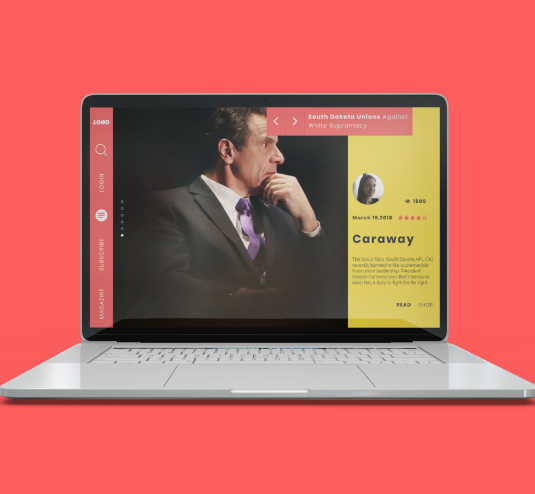 LOGO
LOGIN
SUBSCRIBE
MAGAZINE
South Dakota Unions Against
White Supremacy
1500
March 19.2018
Caraway
The Sioux Falls South Dakota AFL-CIO
recently banned white supremacists
from union leadership. President
Kooper Caraway says that's because
labor has a duty to fight the far right.
READ SHOP